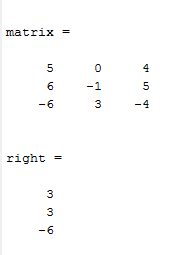 matrix =
5 0 4
6 -1 5
-6 3 -4
right =
3
3
-6